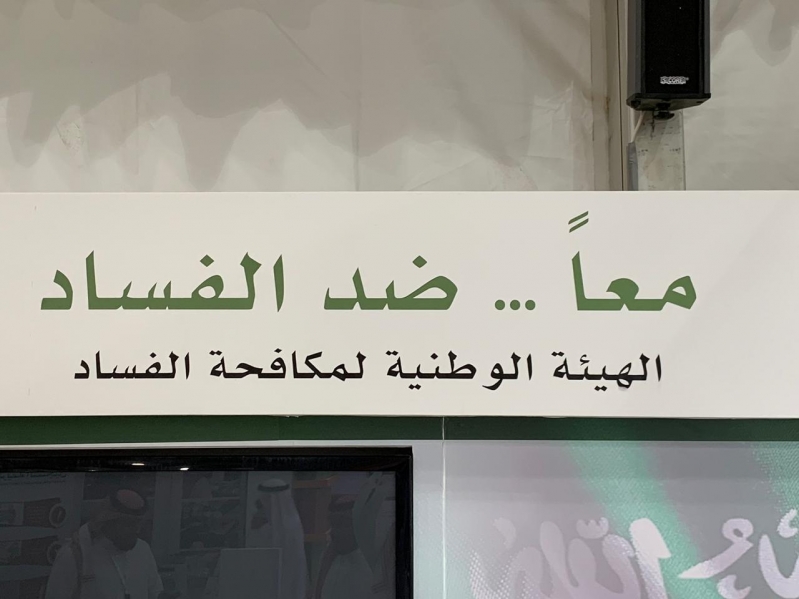 معاً ... ضد الفساد
الهيئة الوطنية لمكافحة الفساد